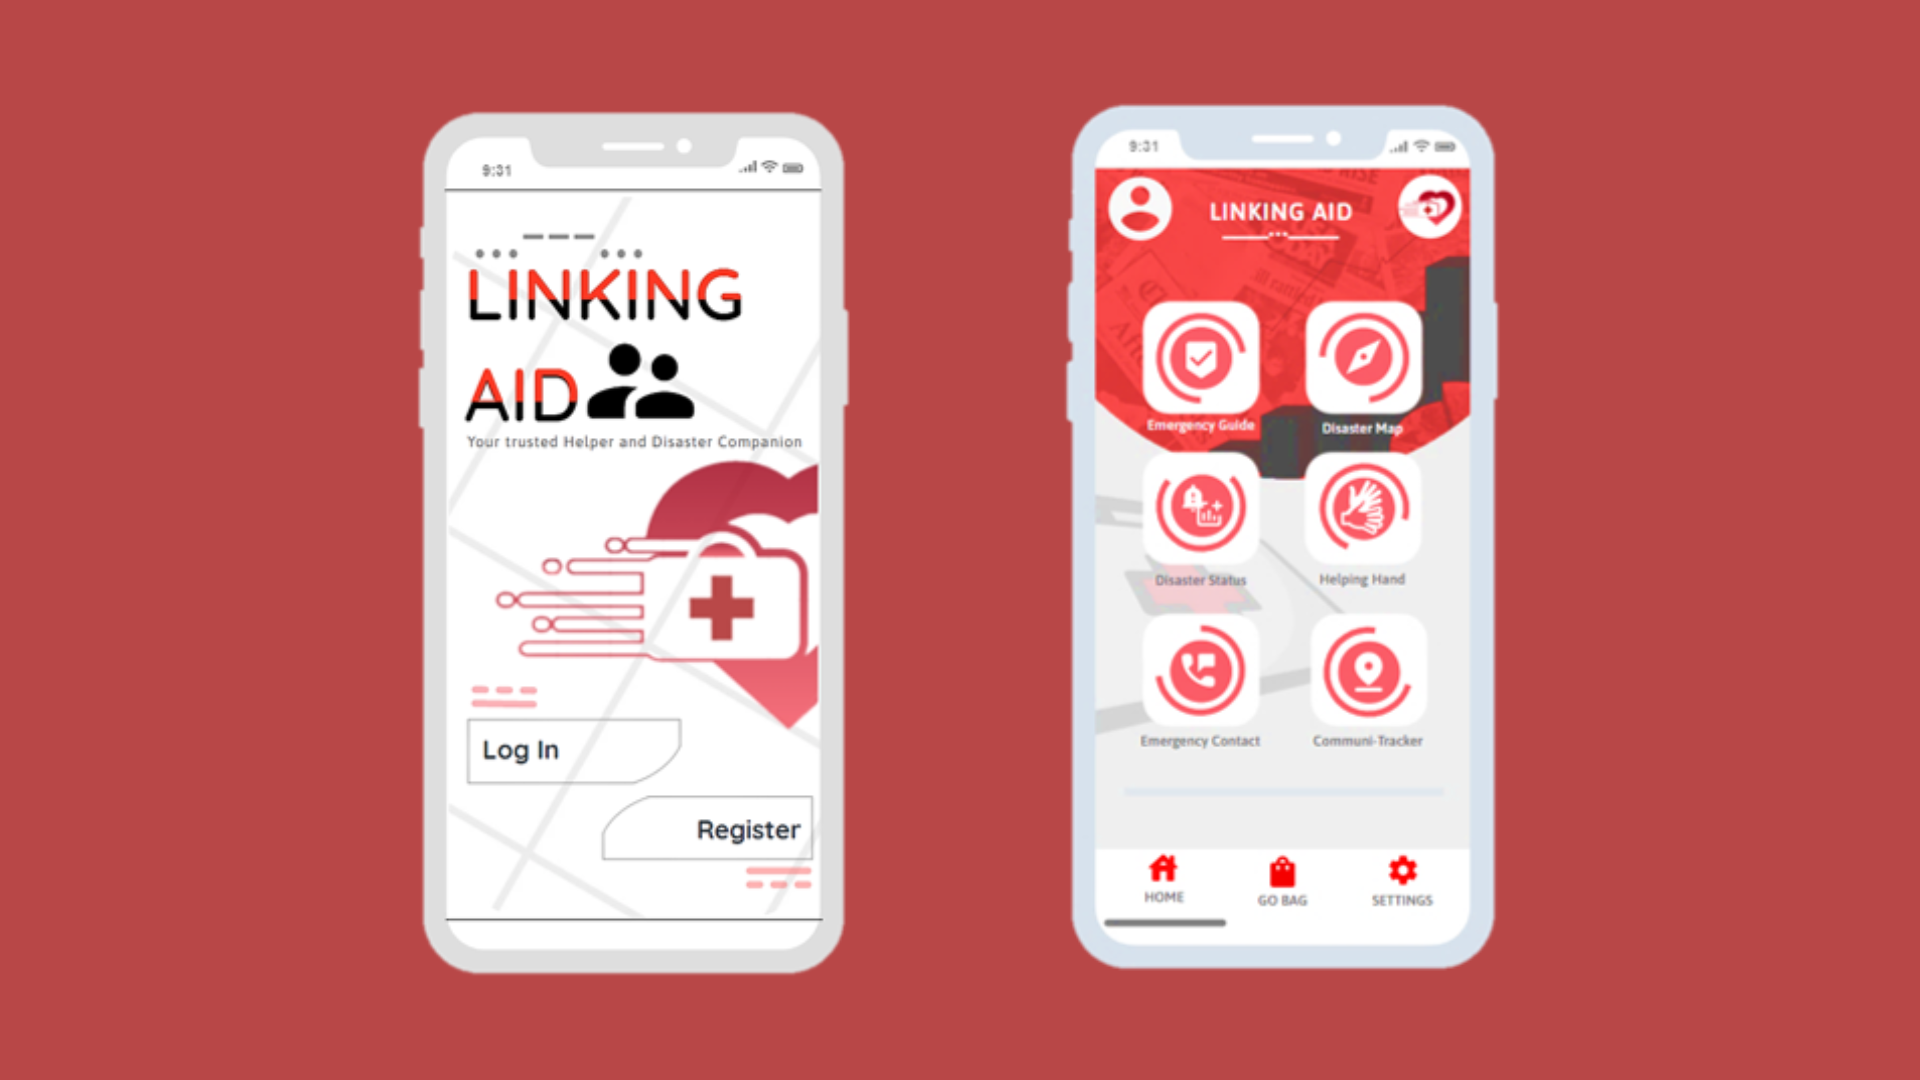 9:31
LINKING
AID
Your trusted Helper and Disaster Companion
Log In
Register
9:31
LINKING AID
Emergency Guide
Disaster Map
Disaster Status
Helping Hand
Emergency Contact
Communi-Tracker
HOME
GO BAG
SETTINGS